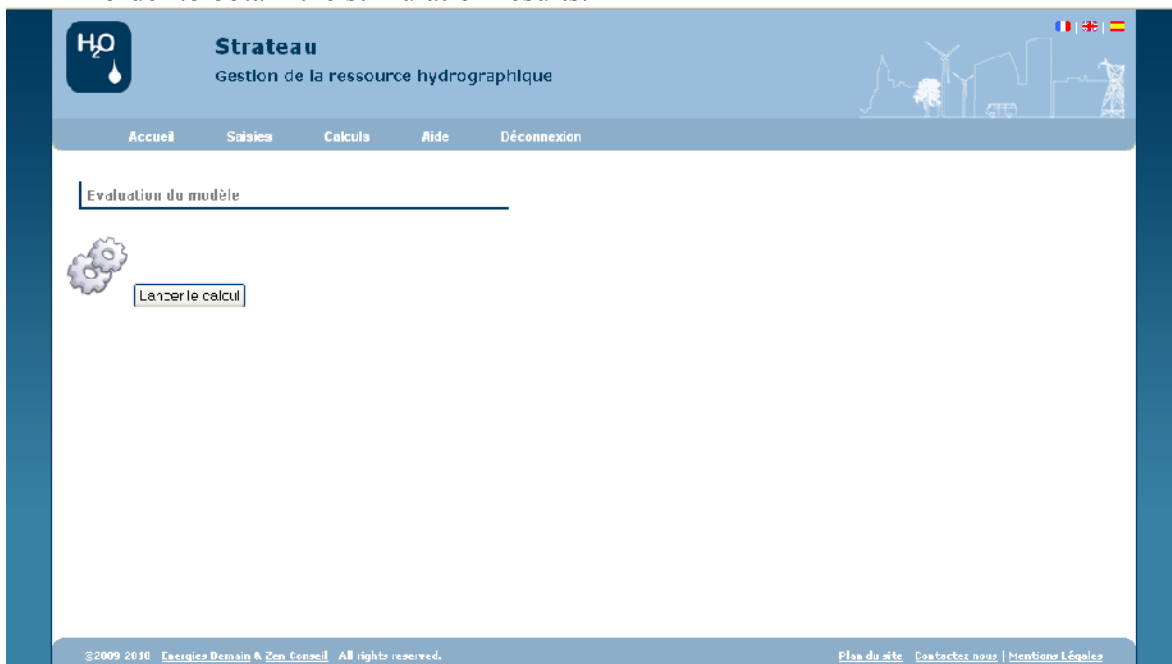 H2O
Strateau
Gestion de la ressource hydrographique
Accueil Saisies Calculs Aide Déconnexion
Evaluation du modèle
Lancer le calcul
©2009 2010 Energies Demain & Zen Conseil All rights reserved.
Plan du site Contactez nous | Mentions Légales